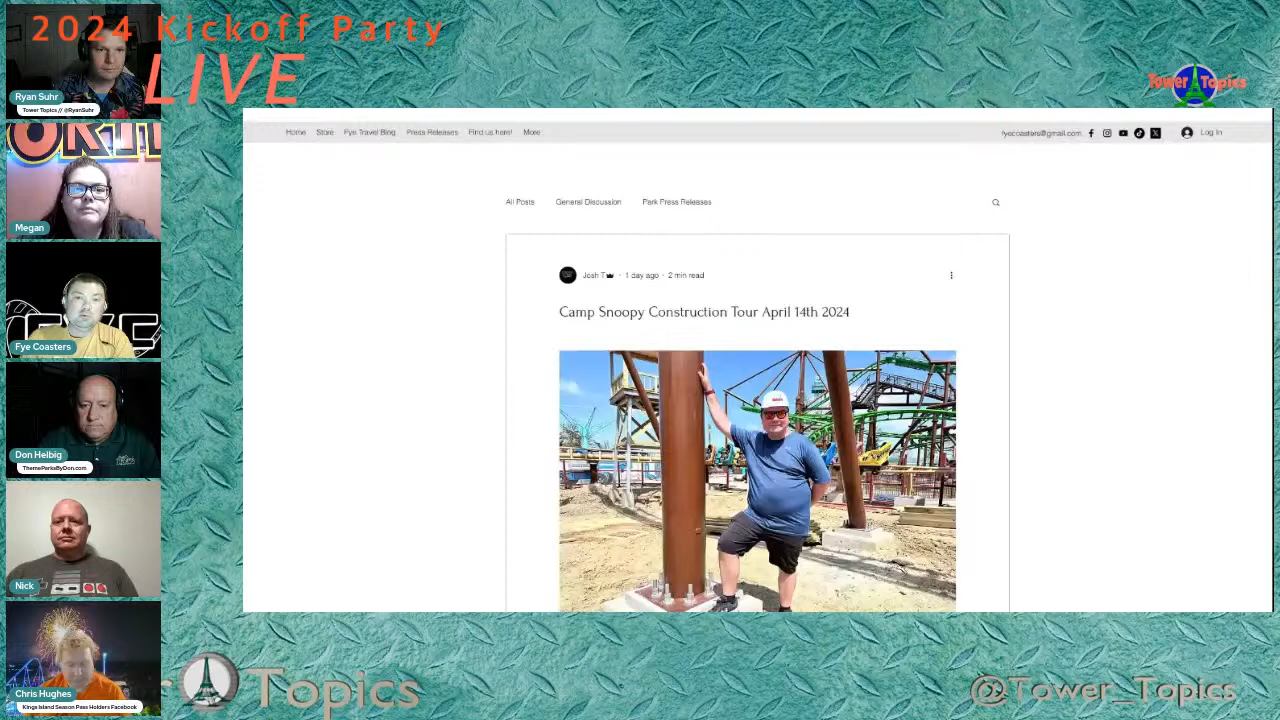 2024 Kickoff Party
LIVE
Ryan Suhr
Tower Topics // @RyanSuhr
Megan
Fye Coasters
Don Helbig
ThemeParksByDon.com
Nick
Chris Hughes
Kings Island Season Pass Holders Facebook
Tower Topics
Home Store Fye Travel Blog Press Releases Find us here! More
fyecoasters@gmail.com Log In
All Posts General Discussion Park Press Releases
Josh T · 1 day ago · 2 min read
Camp Snoopy Construction Tour April 14th 2024
Topics
@Tower_Topics